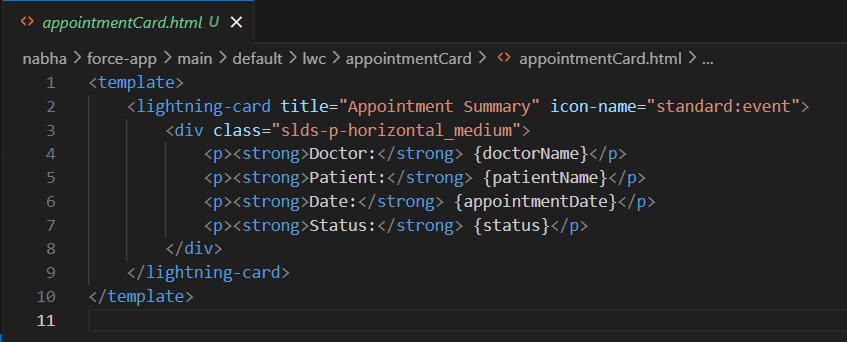 appointmentCard.html U
nabha > force-app > main > default > lwc > appointmentCard > appointmentCard.html > ...
1 <template>
2 <lightning-card title="Appointment Summary" icon-name="standard:event">
3 <div class="slds-p-horizontal_medium">
4 <p><strong>Doctor:</strong> {doctorName}</p>
5 <p><strong>Patient:</strong> {patientName}</p>
6 <p><strong>Date:</strong> {appointmentDate}</p>
7 <p><strong>Status:</strong> {status}</p>
8 </div>
9 </lightning-card>
10 </template>
11